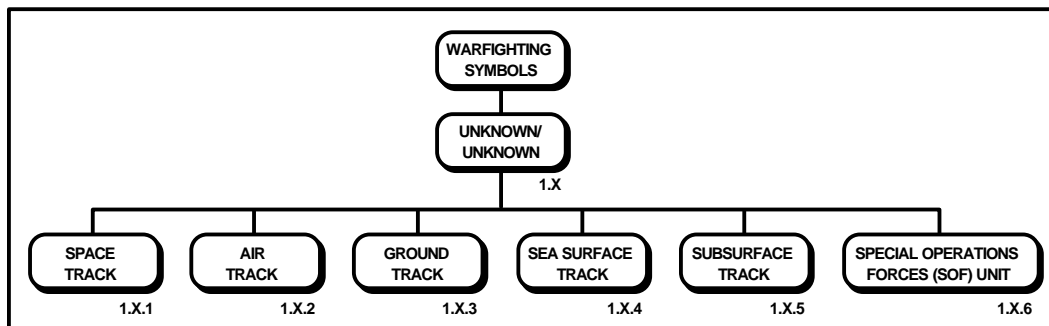 WARFIGHTING
SYMBOLS
UNKNOWN/
UNKNOWN
1.X
SPACE
TRACK
1.X.1
AIR
TRACK
1.X.2
GROUND
TRACK
1.X.3
SEA SURFACE
TRACK
1.X.4
SUBSURFACE
TRACK
1.X.5
SPECIAL OPERATIONS
FORCES (SOF) UNIT
1.X.6